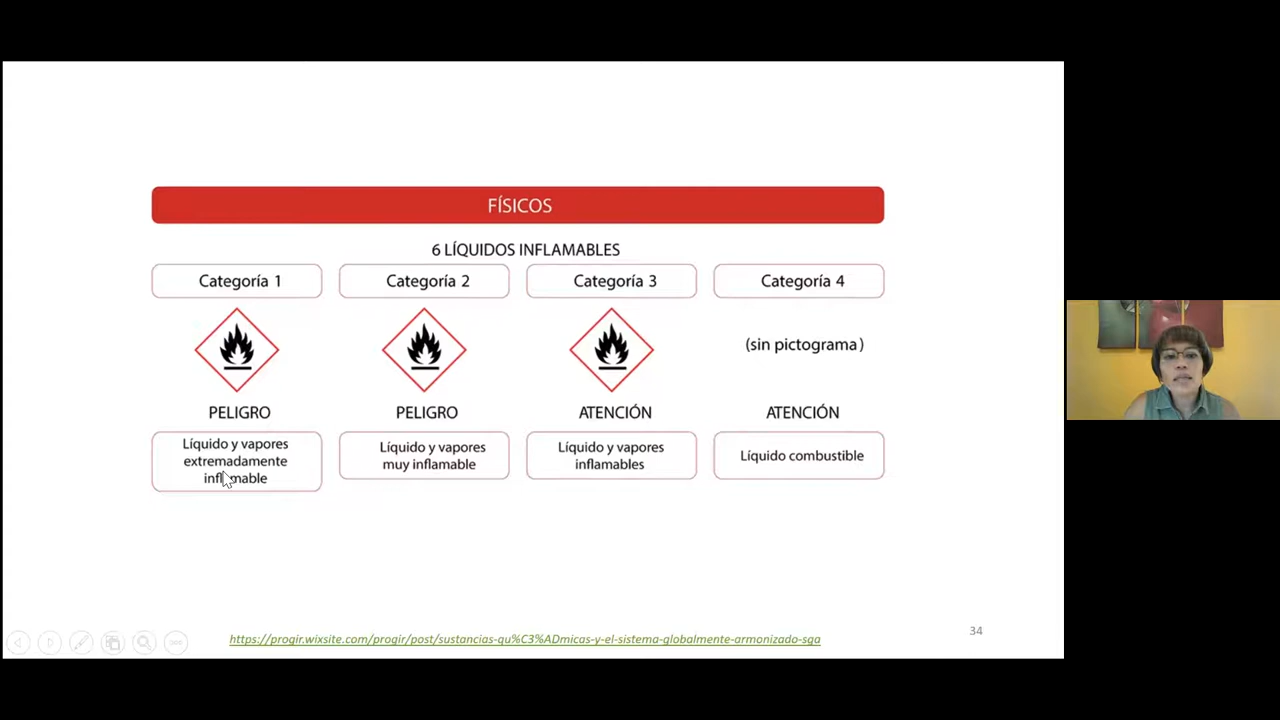 FÍSICOS
6 LÍQUIDOS INFLAMABLES
Categoría 1
Categoría 2
Categoría 3
Categoría 4
(sin pictograma)
PELIGRO
PELIGRO
ATENCIÓN
ATENCIÓN
Líquido y vapores
extremadamente
inflamable
Líquido y vapores
muy inflamable
Líquido y vapores
inflamables
Líquido combustible
https://progir.wixsite.com/progir/post/sustancias-qu%C3%ADmicas-y-el-sistema-globalmente-armonizado-sga
34